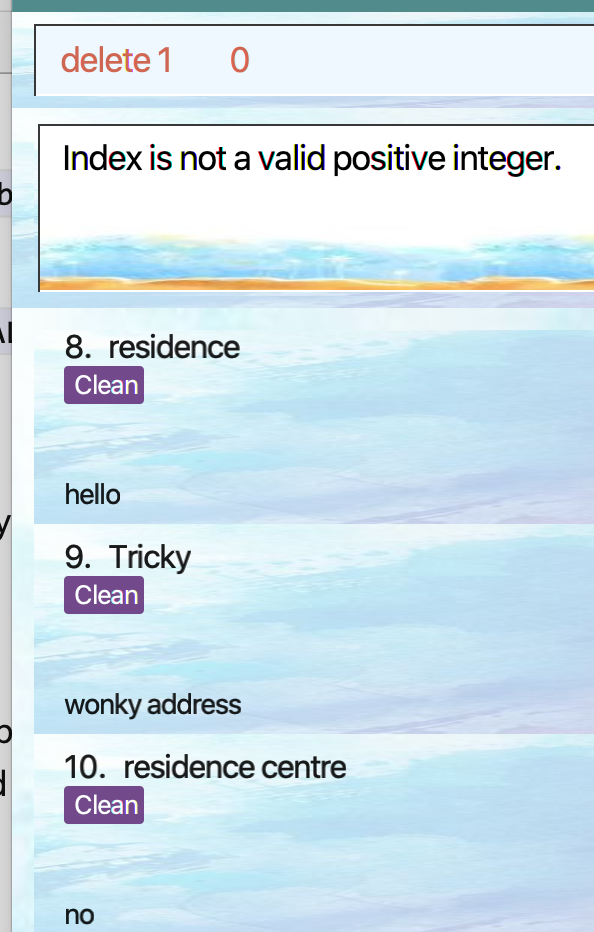 delete 1 0
Index is not a valid positive integer.
8. residence
Clean
hello
9. Tricky
Clean
wonky address
10. residence centre
Clean
no